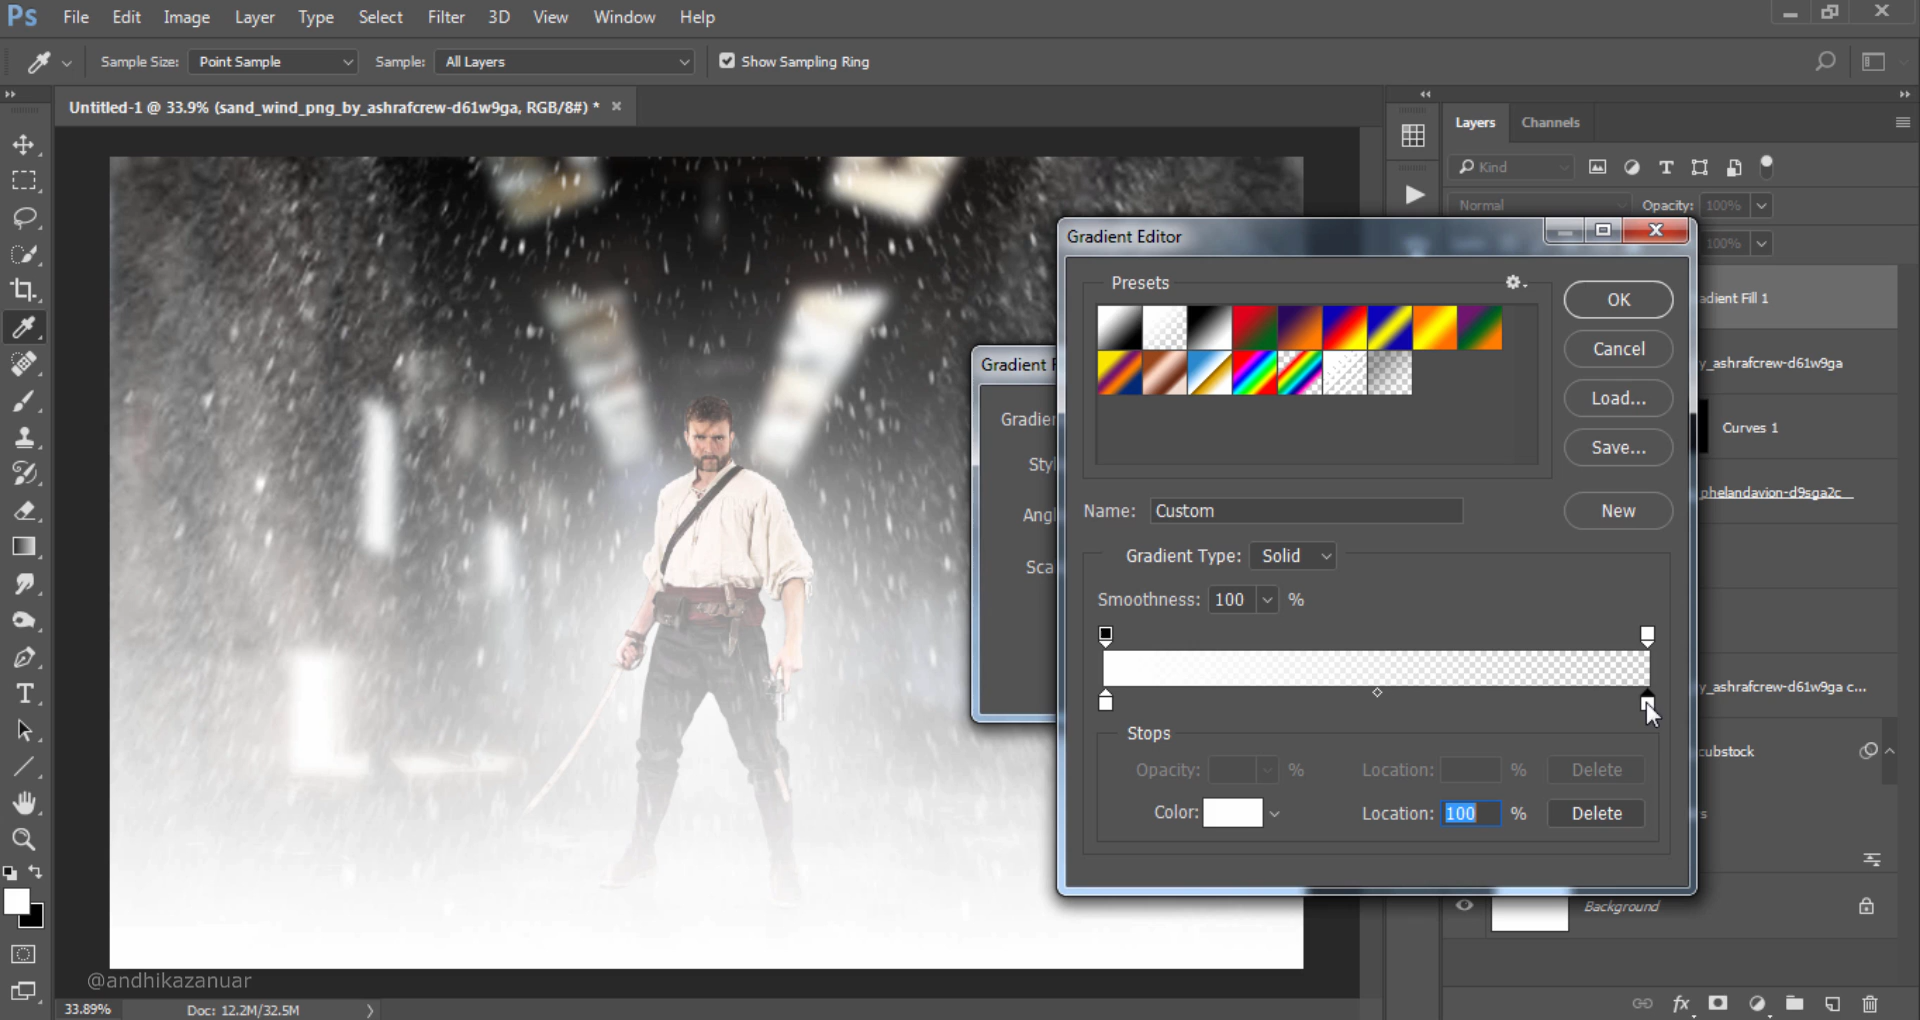 Ps File Edit Image Layer Type Select Filter 3D View Window Help
Sample Size: Point Sample Sample: All Layers Show Sampling Ring
Untitled-1 @ 33.9% (sand_wind_png_by_ashrafcrew-d61w9ga, RGB/8#) *
Layers Channels
Kind
Normal Opacity: 100%
100%
Gradient Editor
Presets
OK
Cancel
Load...
Save...
Name: Custom
New
Gradient Type: Solid
Smoothness: 100 %
Stops
Opacity: % Location: % Delete
Color: Location: 100 % Delete
Gradient
adient Fill 1
y_ashrafcrew-d61w9ga
Curves 1
phelandavion-d9sga2c
y_ashrafcrew-d61w9ga c...
cubstock
s
Background
fx
@andhikazanuar
33.89% Doc: 12.2M/32.5M